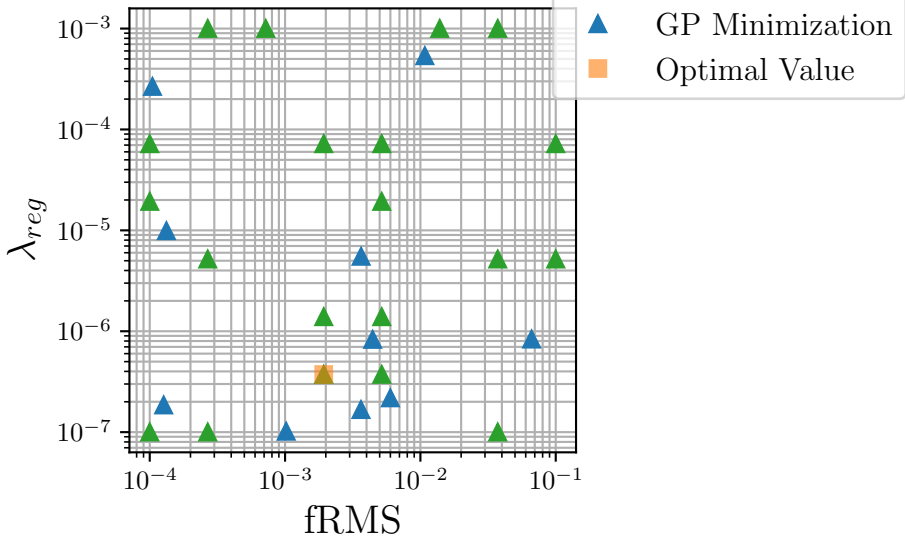 GP Minimization
Optimal Value
10⁻³
10⁻⁴
10⁻⁵
10⁻⁶
10⁻⁷
λreg
10⁻⁴ 10⁻³ 10⁻² 10⁻¹
fRMS